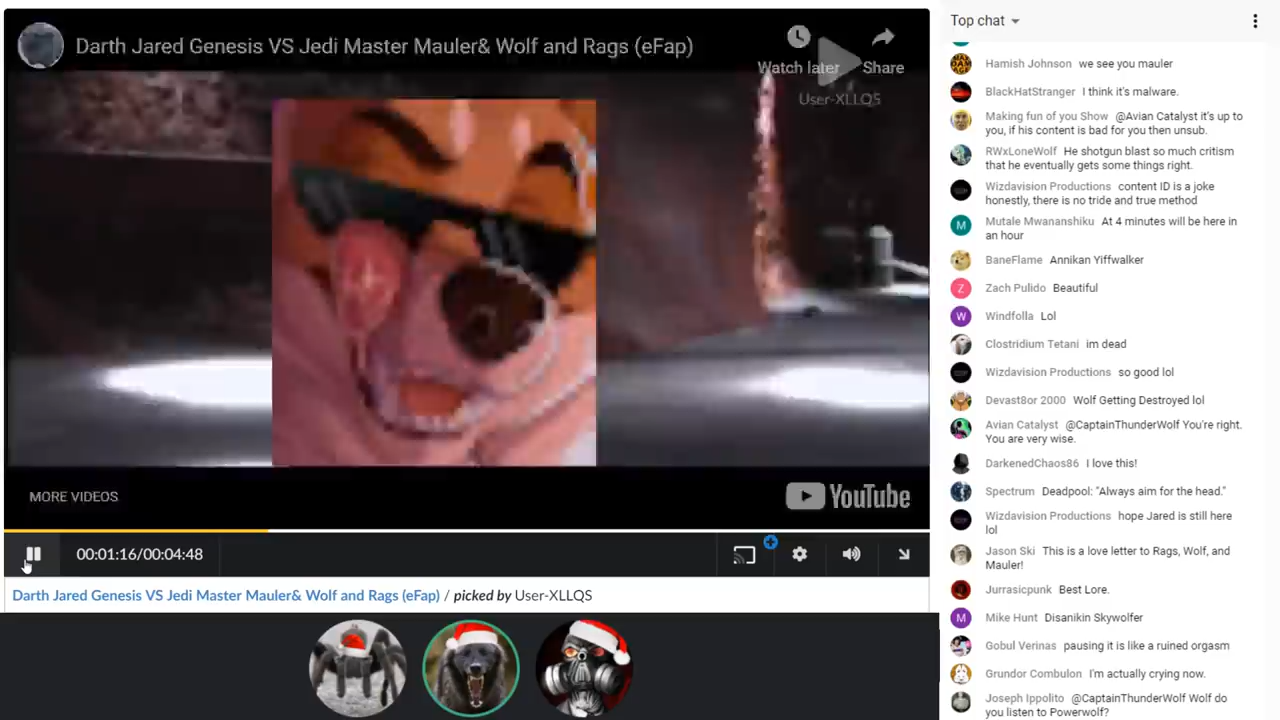 Darth Jared Genesis VS Jedi Master Mauler& Wolf and Rags (eFap)
Watch later
Share
User-XLLQS
MORE VIDEOS
YouTube
00:01:16/00:04:48
Darth Jared Genesis VS Jedi Master Mauler& Wolf and Rags (eFap) / picked by User-XLLQS
Top chat
Hamish Johnson we see you mauler
BlackHatStranger I think it's malware.
Making fun of you Show @Avian Catalyst it's up to
you, if his content is bad for you then unsub.
RWxLoneWolf He shotgun blast so much critism
that he eventually gets some things right.
Wizdavision Productions content ID is a joke
honestly, there is no tride and true method
M
Mutale Mwananshiku At 4 minutes will be here in
an hour
BaneFlame Annikan Yiffwalker
Z
Zach Pulido Beautiful
W
Windfolla Lol
Clostridium Tetani im dead
Wizdavision Productions so good lol
Devast8or 2000 Wolf Getting Destroyed lol
Avian Catalyst @CaptainThunderWolf You're right.
You are very wise.
DarkenedChaos86 I love this!
Spectrum Deadpool: "Always aim for the head."
Wizdavision Productions hope Jared is still here
lol
Jason Ski This is a love letter to Rags, Wolf, and
Mauler!
Jurrasicpunk Best Lore.
M
Mike Hunt Disanikin Skywolfer
Gobul Verinas pausing it is like a ruined orgasm
Grundor Combulon I'm actually crying now.
Joseph Ippolito @CaptainThunderWolf Wolf do
you listen to Powerwolf?